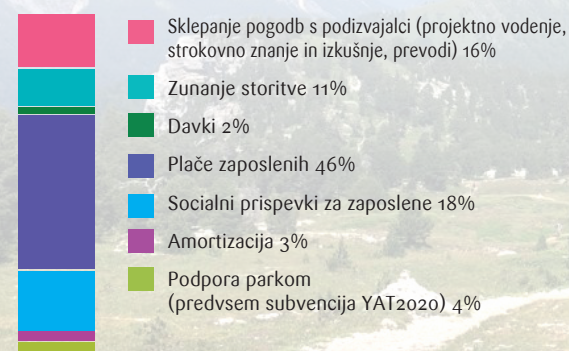 Sklepanje pogodb s podizvajalci (projektno vodenje,
strokovno znanje in izkušnje, prevodi) 16%
Zunanje storitve 11%
Davki 2%
Plače zaposlenih 46%
Socialni prispevki za zaposlene 18%
Amortizacija 3%
Podpora parkom
(predvsem subvencija YAT2020) 4%